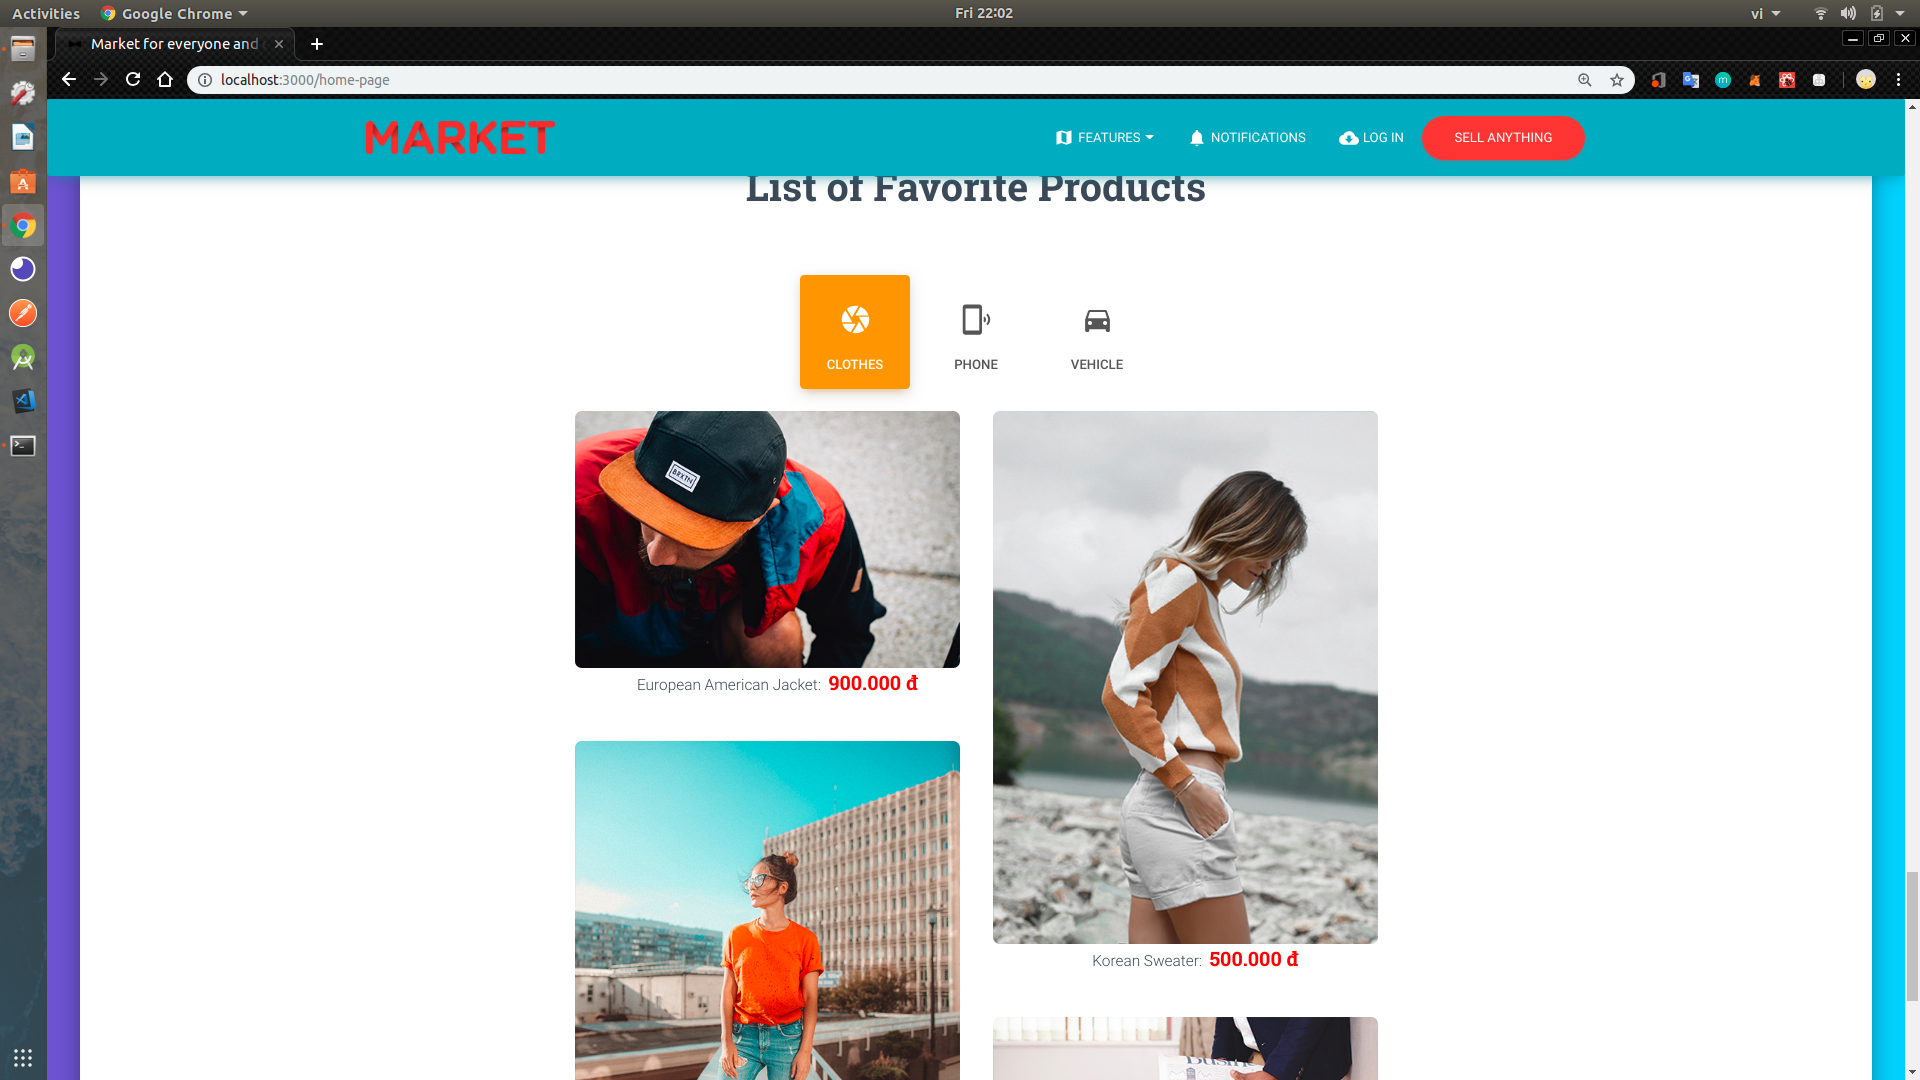 Activities
Google Chrome
Fri 22:02
vi
Market for everyone and
localhost:3000/home-page
MARKET
FEATURES
NOTIFICATIONS
LOG IN
SELL ANYTHING
List of Favorite Products
CLOTHES
PHONE
VEHICLE
BRXTN
European American Jacket: 900.000 đ
Korean Sweater: 500.000 đ